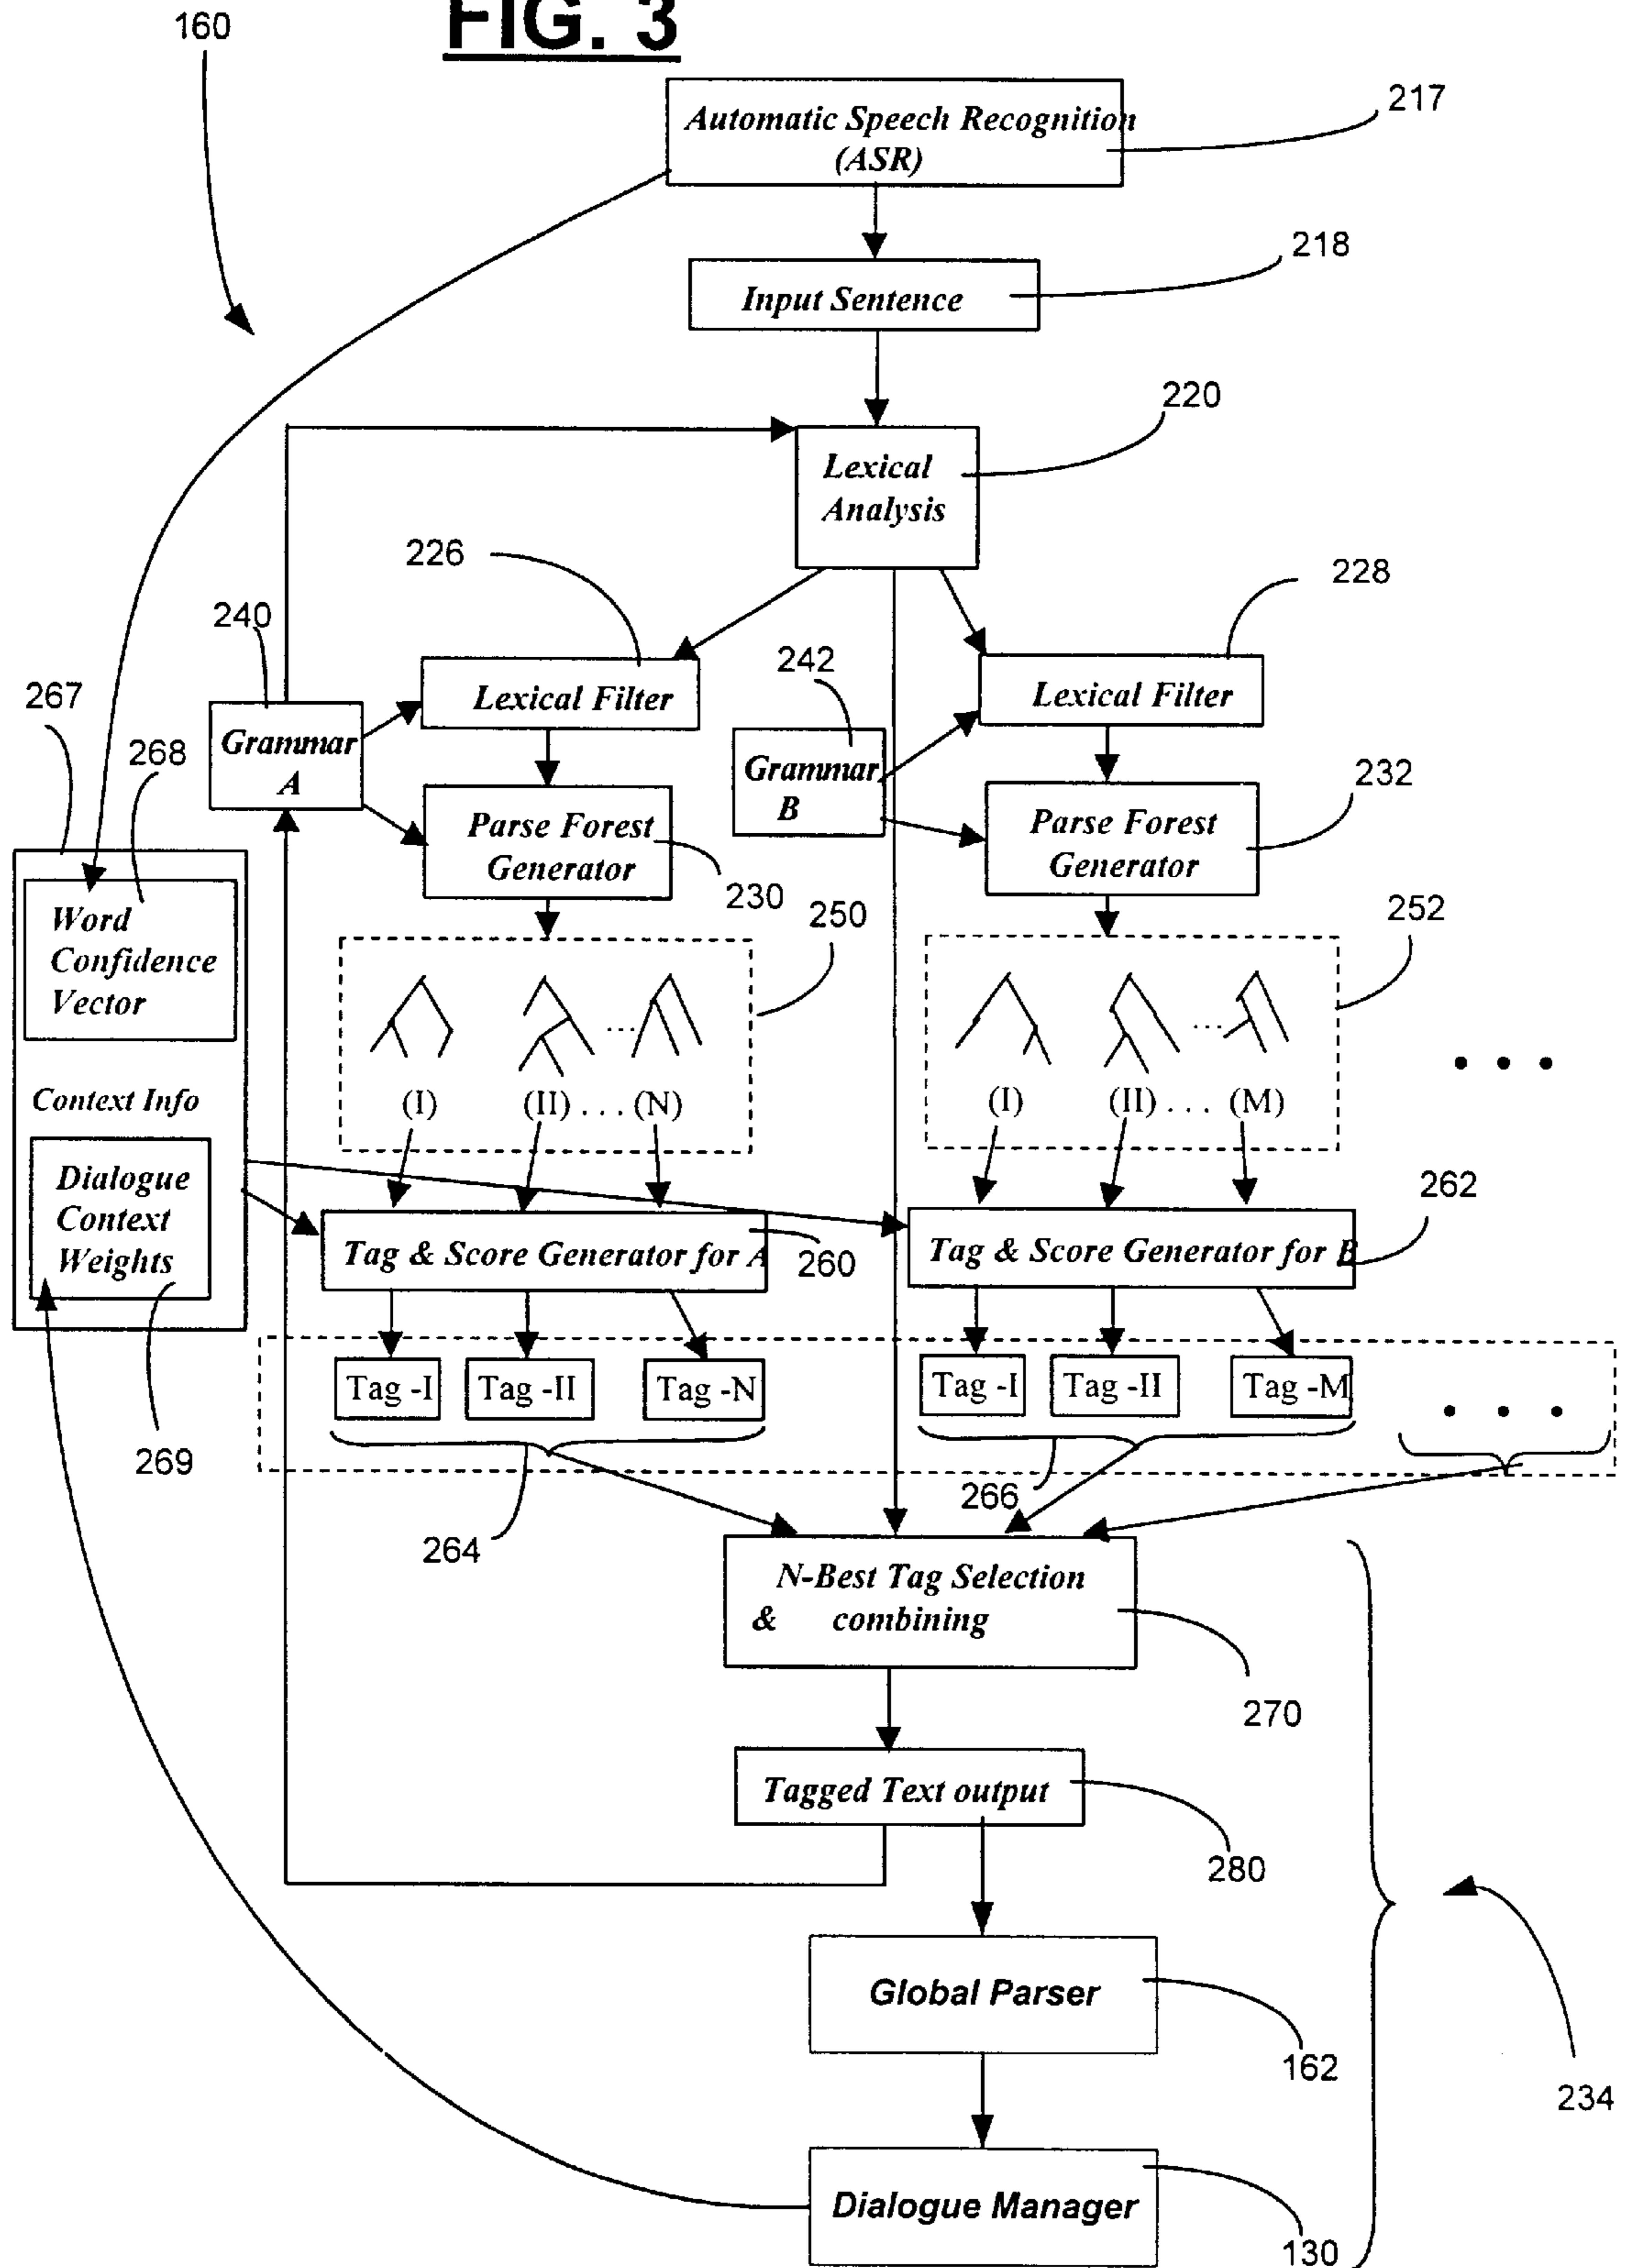 FIG. 3
160
Automatic Speech Recognition
(ASR)
217
Input Sentence
218
Lexical
Analysis
220
226
228
240
Lexical Filter
242
Lexical Filter
267
Grammar
A
268
Grammar
B
232
Parse Forest
Generator
230
Parse Forest
Generator
250
252
Word
Confidence
Vector
...
...
• • •
(I) (II) . . . (N)
(I) (II) . . . (M)
Context Info
Dialogue
Context
Weights
262
Tag & Score Generator for A
260
Tag & Score Generator for B
Tag -I Tag -II Tag -N
Tag -I Tag -II Tag -M
• • •
269
264
266
N-Best Tag Selection
& combining
270
Tagged Text output
280
Global Parser
162
234
Dialogue Manager
130